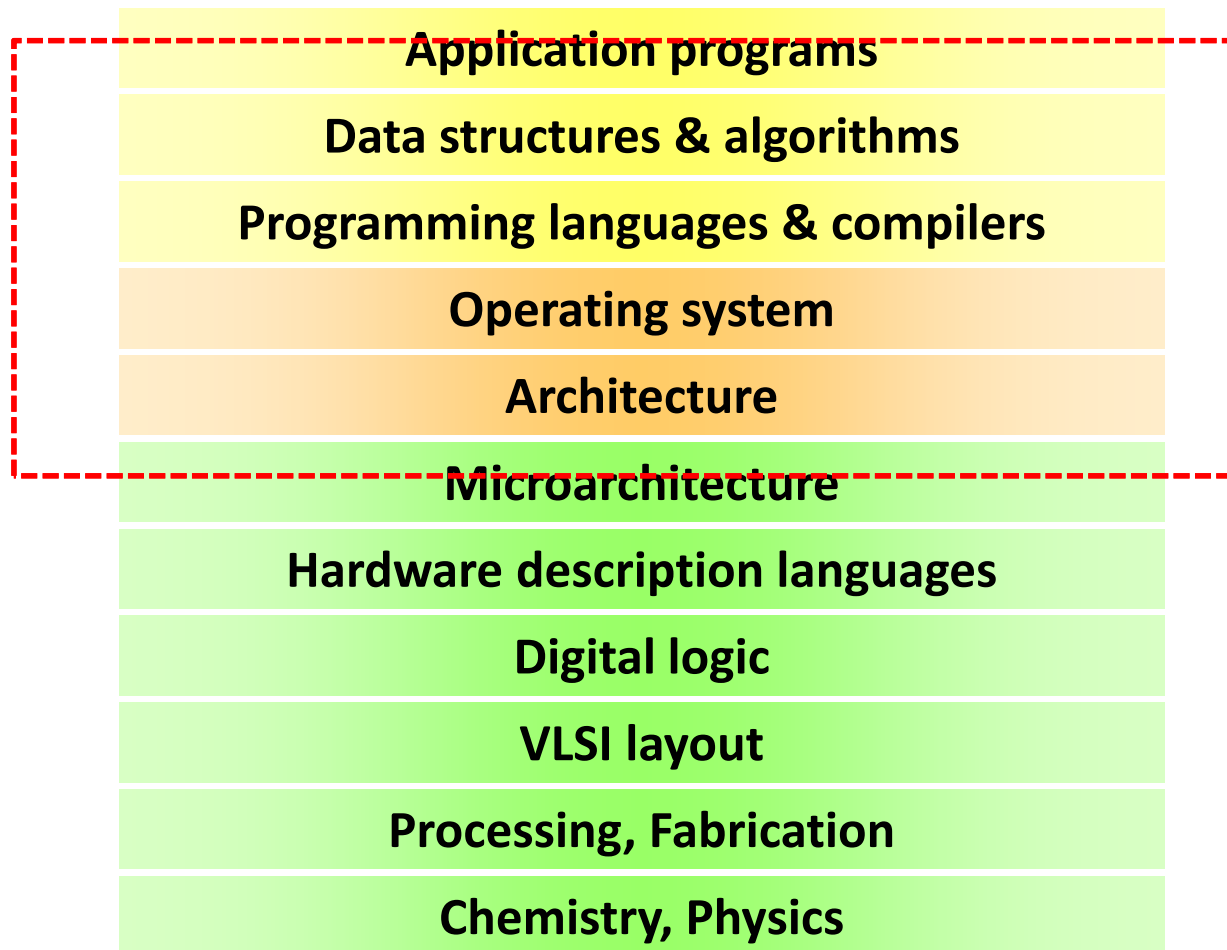 Application programs
Data structures & algorithms
Programming languages & compilers
Operating system
Architecture
Microarchitecture
Hardware description languages
Digital logic
VLSI layout
Processing, Fabrication
Chemistry, Physics